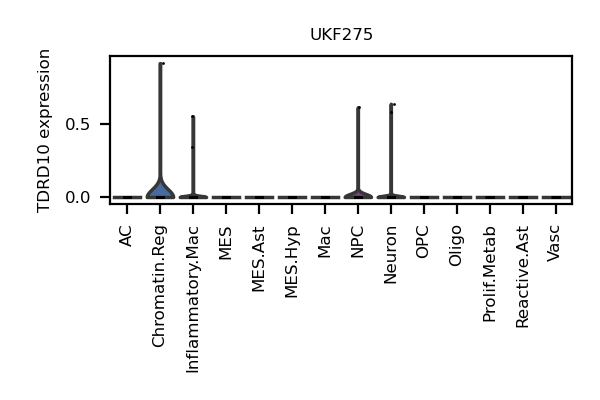 UKF275
TDRD10 expression
0.5
0.0
AC
Chromatin.Reg
Inflammatory.Mac
MES
MES.Ast
MES.Hyp
Mac
NPC
Neuron
OPC
Oligo
Prolif.Metab
Reactive.Ast
Vasc